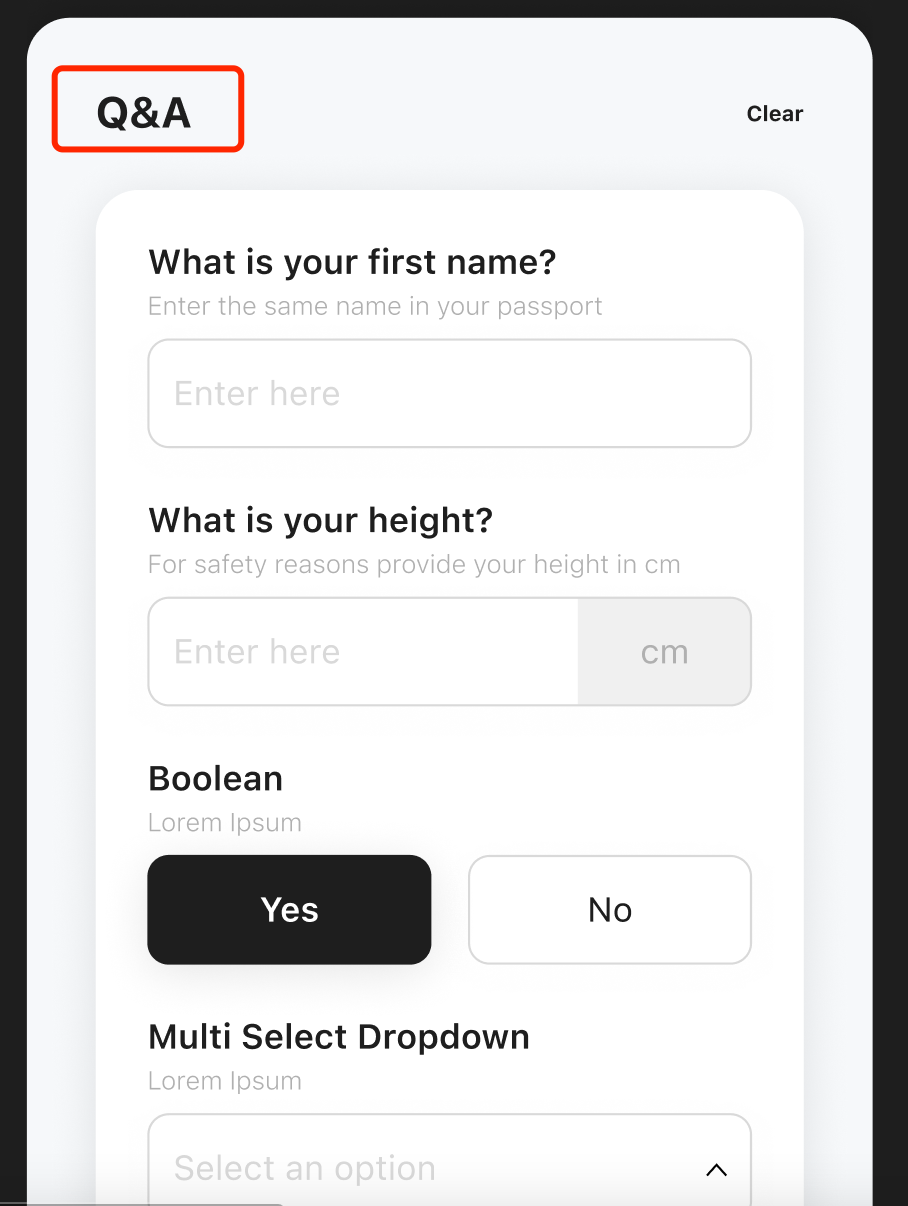 Q&A
Clear
What is your first name?
Enter the same name in your passport
Enter here
What is your height?
For safety reasons provide your height in cm
Enter here
cm
Boolean
Lorem Ipsum
Yes
No
Multi Select Dropdown
Lorem Ipsum
Select an option